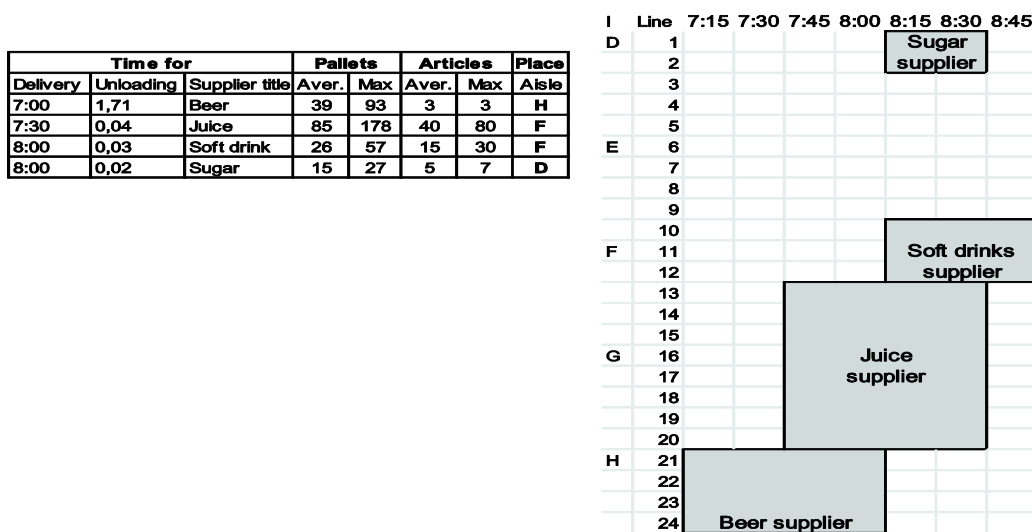 Time for Pallets Articles Place
Delivery Unloading Supplier title Aver. Max Aver. Max Aisle
7:00 1,71 Beer 39 93 3 3 H
7:30 0,04 Juice 85 178 40 80 F
8:00 0,03 Soft drink 26 57 15 30 F
8:00 0,02 Sugar 15 27 5 7 D
I Line 7:15 7:30 7:45 8:00 8:15 8:30 8:45
D 1 Sugar
2 supplier
3
4
5
E 6
7
8
9
10
F 11 Soft drinks
12 supplier
13
14
15
G 16 Juice
17 supplier
18
19
20
H 21
22
23
24 Beer supplier